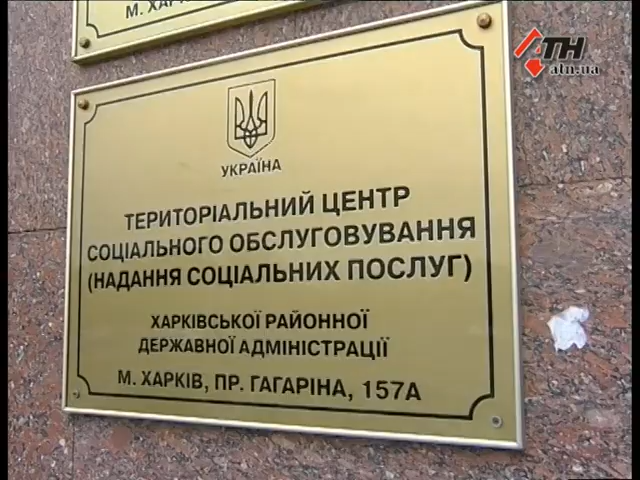 М. ХАРК
АТН
atn.ua
УКРАЇНА
ТЕРИТОРІАЛЬНИЙ ЦЕНТР
СОЦІАЛЬНОГО ОБСЛУГОВУВАННЯ
(НАДАННЯ СОЦІАЛЬНИХ ПОСЛУГ)
ХАРКІВСЬКОЇ РАЙОННОЇ
ДЕРЖАВНОЇ АДМІНІСТРАЦІЇ
М. ХАРКІВ, ПР. ГАГАРІНА, 157А